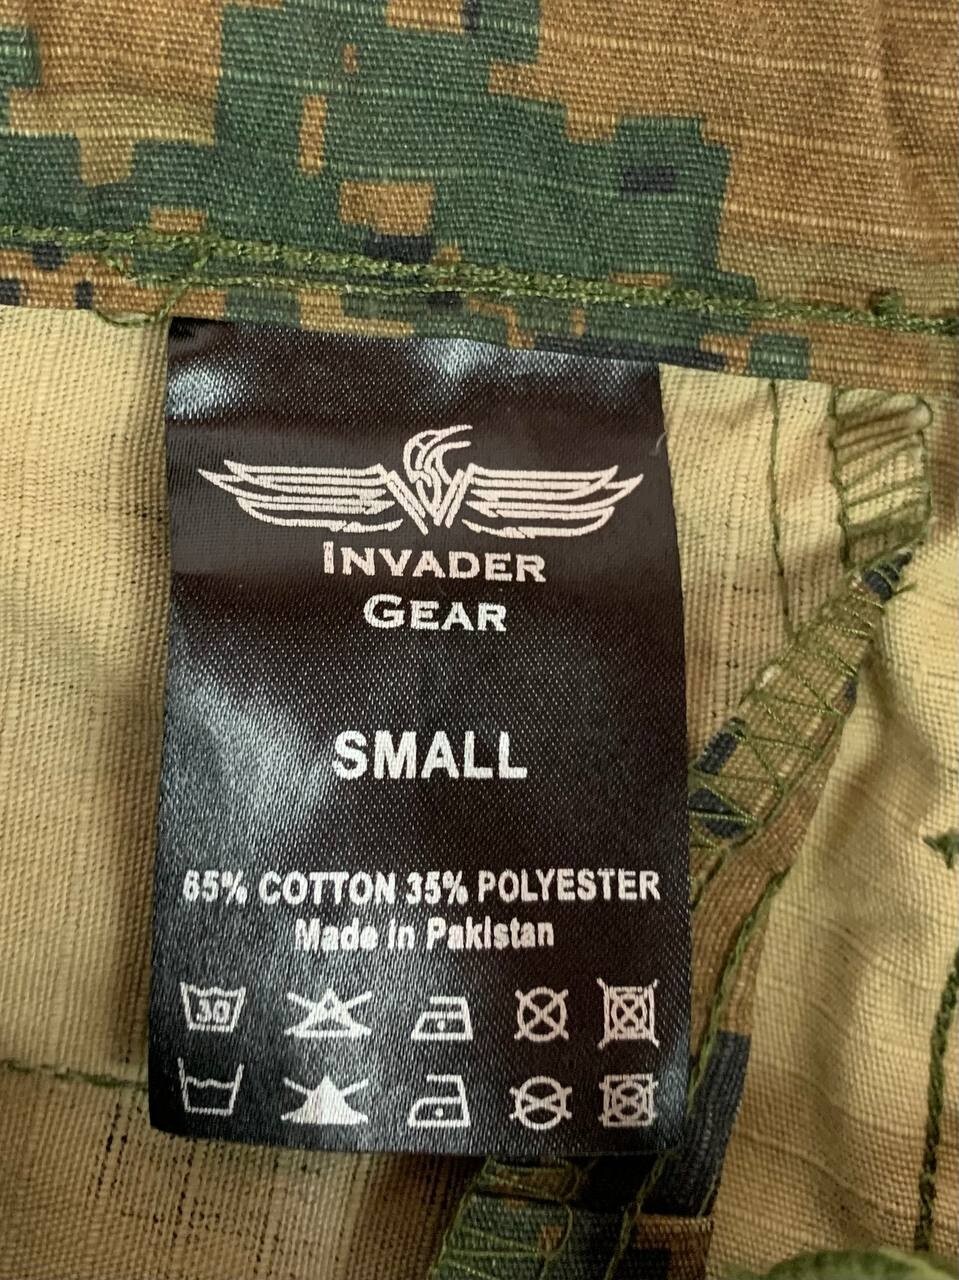 INVADER
GEAR
SMALL
65% COTTON 35% POLYESTER
Made in Pakistan
30